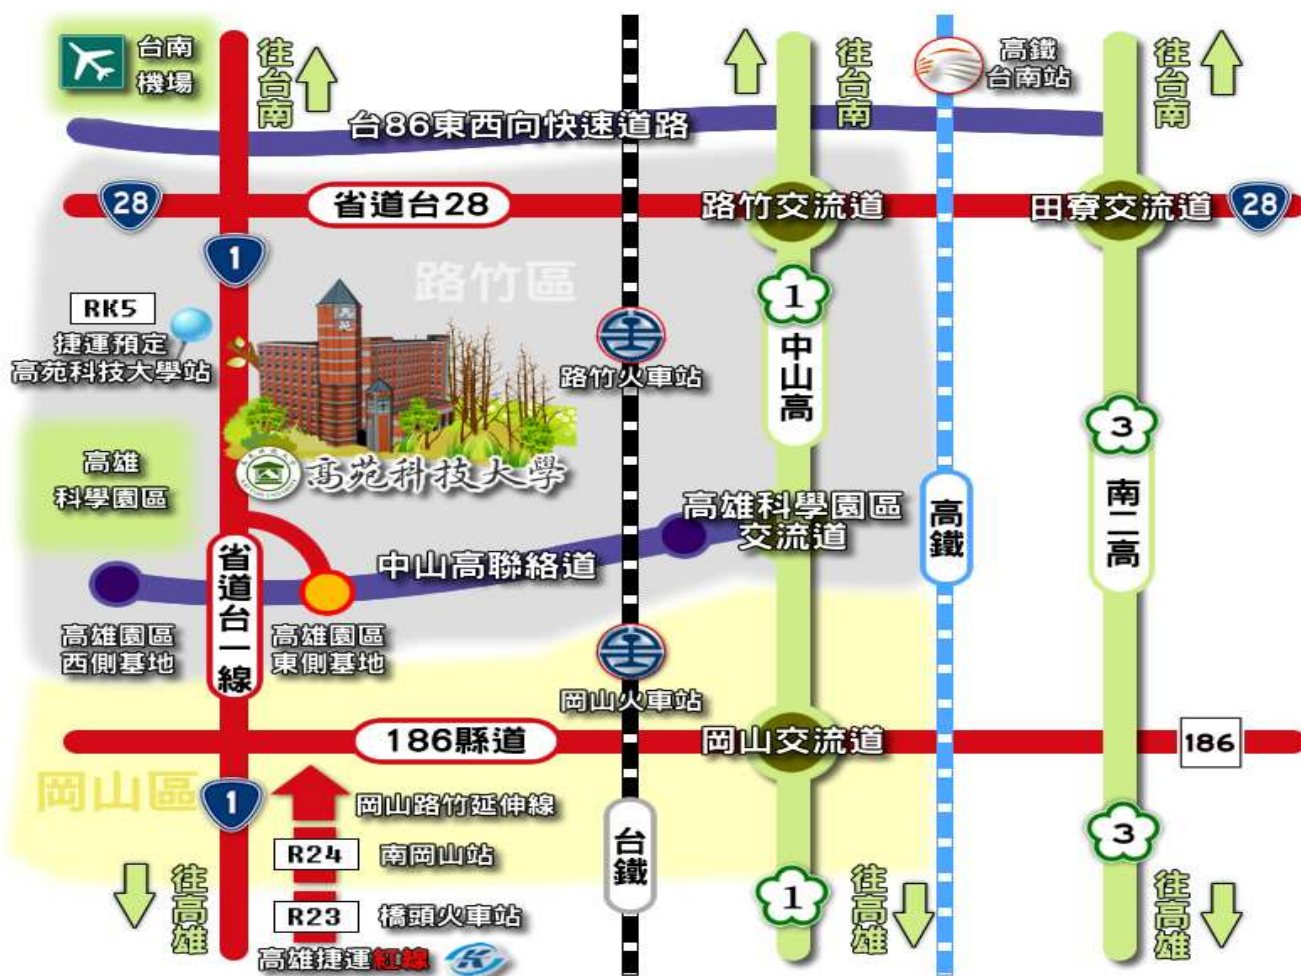 台南
機場
往台南
往台南
高鐵
台南站
往台南
台86東西向快速道路
28
省道台28
路竹交流道
田寮交流道
28
1
路竹區
1
RK5
捷運預定
高苑科技大學站
高苑
路竹火車站
中山高
3
高雄
科學園區
高苑科技大學
高雄科學園區
交流道
高鐵
南二高
省道台一線
中山高聯絡道
高雄園區
西側基地
高雄園區
東側基地
岡山火車站
186縣道
岡山交流道
186
岡山區
1
岡山路竹延伸線
3
R24
南岡山站
台鐵
往高雄
1
往高雄
往高雄
R23
橋頭火車站
高雄捷運紅線